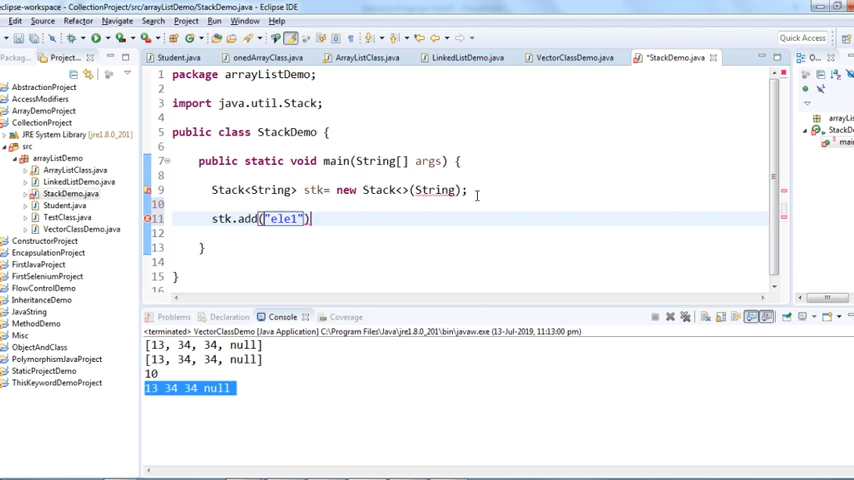 eclipse-workspace - CollectionProject/src/arrayListDemo/StackDemo.java - Eclipse IDE
Edit Source Refactor Navigate Search Project Run Window Help
Quick Access
Packag... Project... Student.java onedArrayClass.java ArrayListClass.java LinkedListDemo.java VectorClassDemo.java *StackDemo.java O...
AbstractionProject
AccessModifiers
ArrayDemoProject
CollectionProject
JRE System Library [jre1.8.0_201]
src
arrayListDemo
ArrayListClass.java
LinkedListDemo.java
StackDemo.java
Student.java
TestClass.java
VectorClassDemo.java
ConstructorProject
EncapsulationProject
FirstJavaProject
FirstSeleniumProject
FlowControlDemo
InheritanceDemo
JavaString
MethodDemo
Misc
ObjectAndClass
PolymorphismJavaProject
StaticProjectDemo
ThisKeywordDemoProject
1 package arrayListDemo;
2
3 import java.util.Stack;
4
5 public class StackDemo {
6
7 public static void main(String[] args) {
8
9 Stack<String> stk= new Stack<>(String);
10
11 stk.add("ele1")
12
13 }
14
15 }
arrayLi
StackDe
mai
Problems Declaration Console Coverage
<terminated> VectorClassDemo [Java Application] C:\Program Files\Java\jre1.8.0_201\bin\javaw.exe (13-Jul-2019, 11:13:00 pm)
[13, 34, 34, null]
[13, 34, 34, null]
10
13 34 34 null